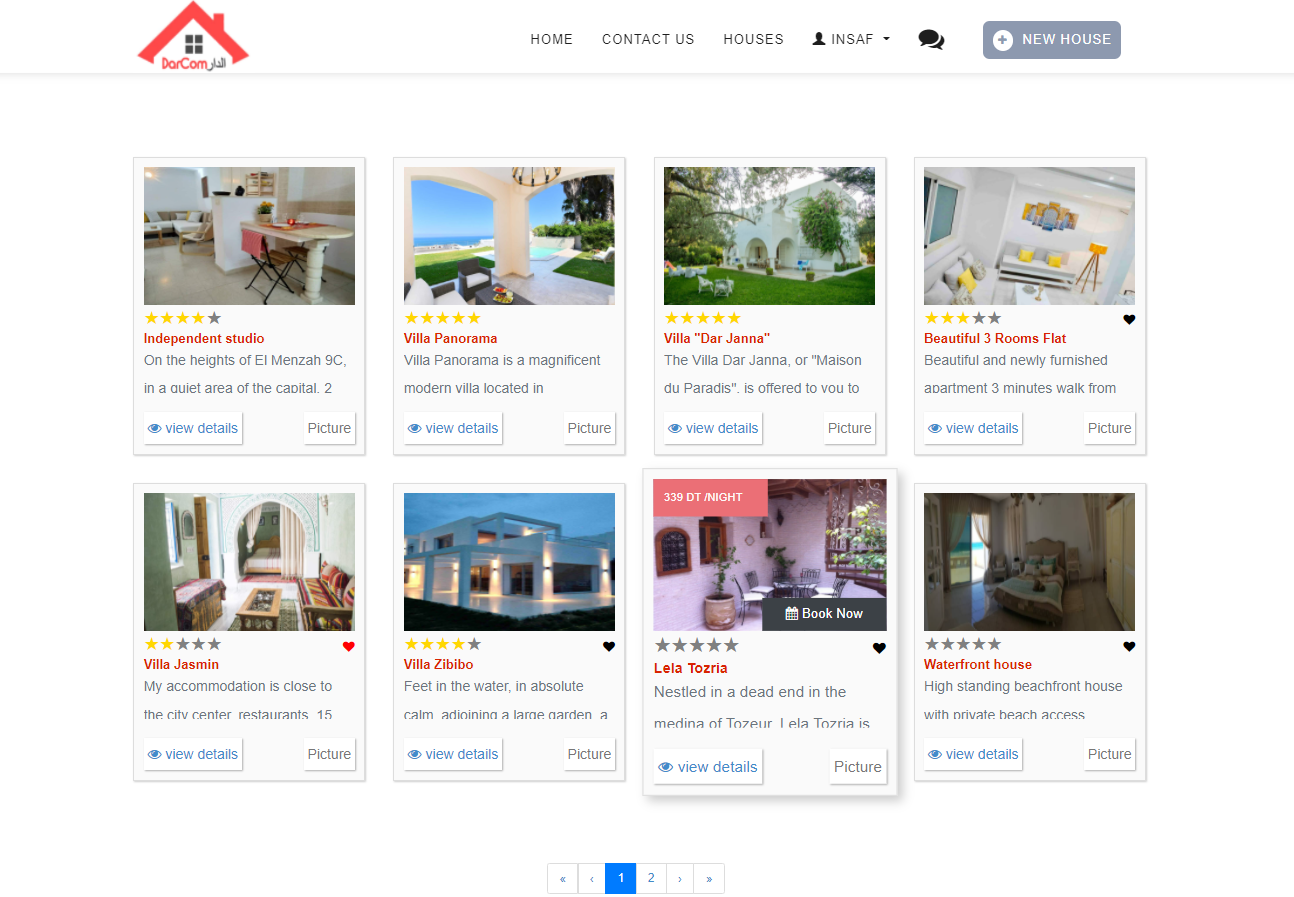 DarCom الدار
HOME CONTACT US HOUSES INSAF NEW HOUSE
Independent studio
On the heights of El Menzah 9C,
in a quiet area of the capital. 2
view details Picture
Villa Panorama
Villa Panorama is a magnificent
modern villa located in
view details Picture
Villa "Dar Janna"
The Villa Dar Janna, or "Maison
du Paradis", is offered to you to
view details Picture
Beautiful 3 Rooms Flat
Beautiful and newly furnished
apartment 3 minutes walk from
view details Picture
Villa Jasmin
My accommodation is close to
the city center, restaurants, 15
view details Picture
Villa Zibibo
Feet in the water, in absolute
calm, adjoining a large garden, a
view details Picture
339 DT /NIGHT
Book Now
Lela Tozria
Nestled in a dead end in the
medina of Tozeur, Lela Tozria is
view details Picture
Waterfront house
High standing beachfront house
with private beach access
view details Picture
« ‹ 1 2 › »